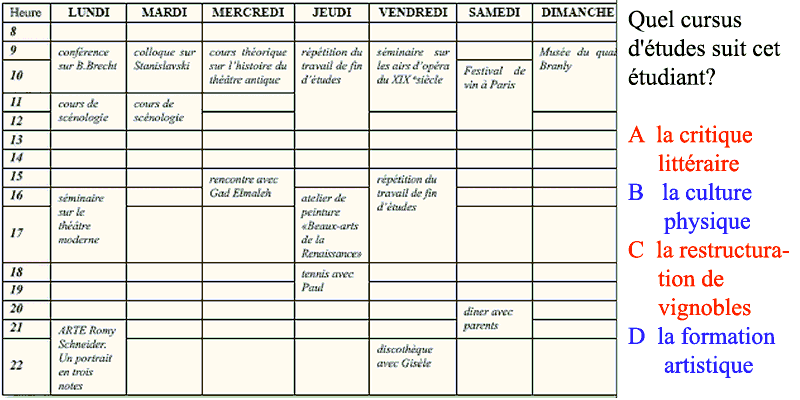 Heure LUNDI MARDI MERCREDI JEUDI VENDREDI SAMEDI DIMANCHE
8
9
10
11
12
13
14
15
16
17
18
19
20
21
22
conférence
sur B.Brecht
cours de
scénologie
séminaire
sur le
théâtre
moderne
ARTE Romy
Schneider.
Un portrait
en trois
notes
colloque sur
Stanislavski
cours de
scénologie
cours théorique
sur l'histoire du
théâtre antique
rencontre avec
Gad Elmaleh
répétition du
travail de fin
d'études
atelier de
peinture
«Beaux-arts
de la
Renaissance»
tennis avec
Paul
séminaire sur
les airs d'opéra
du XIXe siècle
répétition du
travail de fin
d'études
discothèque
avec Gisèle
Festival de
vin à Paris
dîner avec
parents
Musée du quai
Branly
Quel cursus
d'études suit cet
étudiant?
A la critique
littéraire
B la culture
physique
C la restructura-
tion de
vignobles
D la formation
artistique